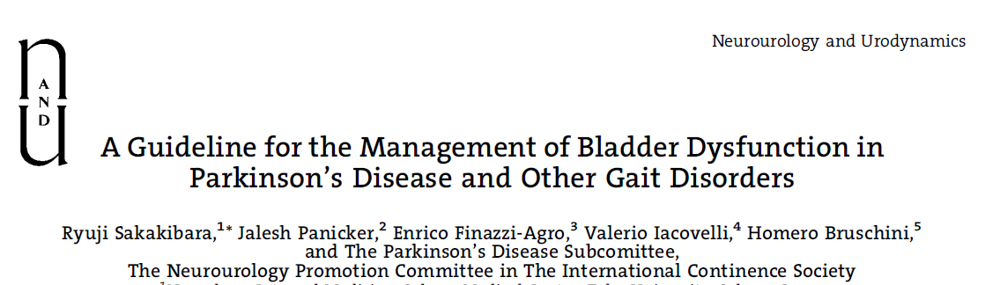 Neurourology and Urodynamics
n
AND
u
A Guideline for the Management of Bladder Dysfunction in
Parkinson’s Disease and Other Gait Disorders
Ryuji Sakakibara,¹* Jalesh Panicker,² Enrico Finazzi-Agro,³ Valerio Iacovelli,⁴ Homero Bruschini,⁵
and The Parkinson’s Disease Subcomittee,
The Neurourology Promotion Committee in The International Continence Society